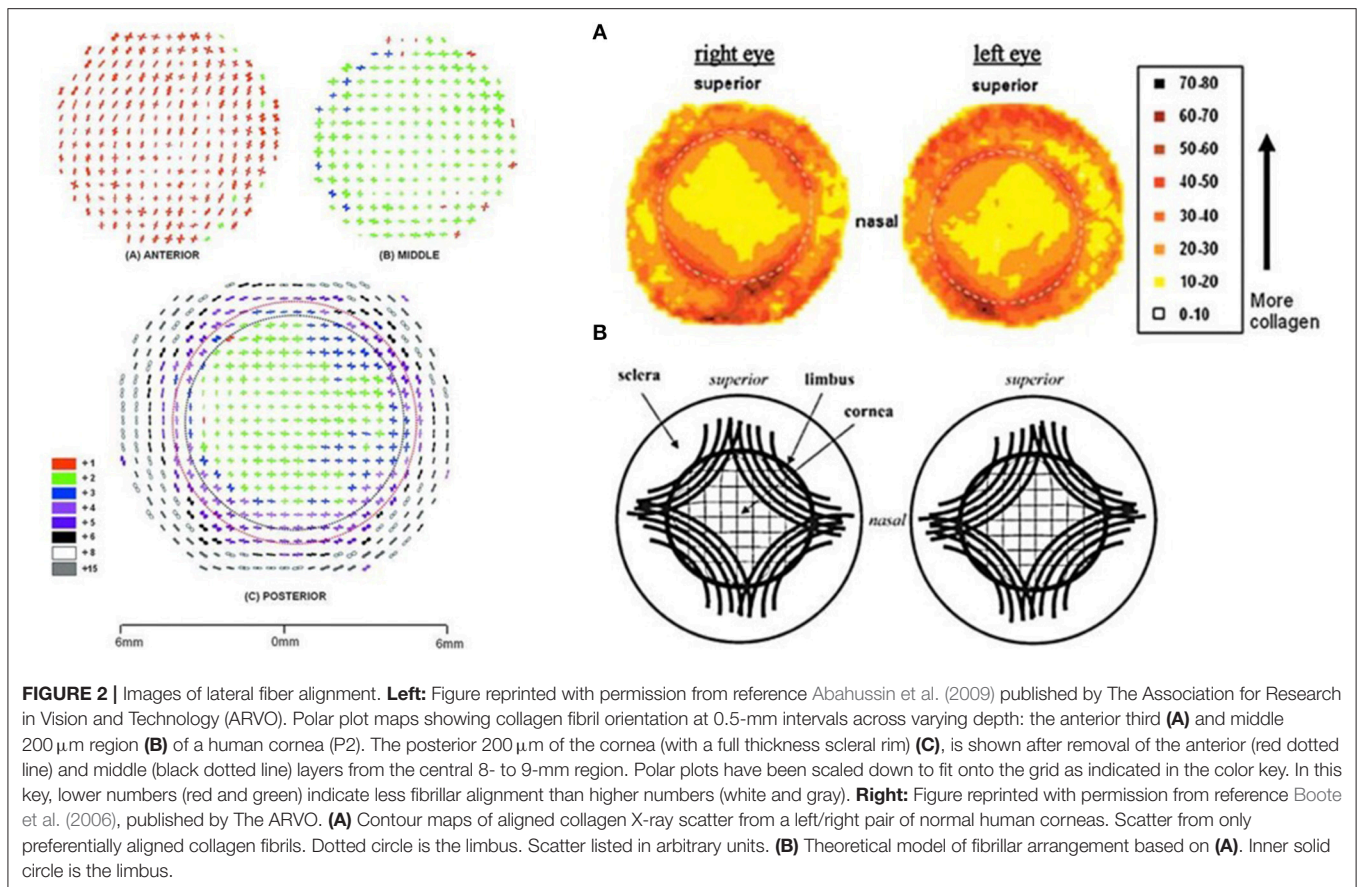 (A) ANTERIOR
(B) MIDDLE
÷1
÷2
÷3
÷4
÷5
÷6
÷8
÷15
(C) POSTERIOR
6mm 0mm 6mm
A
right eye left eye
superior superior
nasal
70-80
60-70
50-60
40-50
30-40
20-30
10-20
0-10
More
collagen
B
sclera superior limbus superior
cornea
nasal
FIGURE 2 | Images of lateral fiber alignment. Left: Figure reprinted with permission from reference Abahussin et al. (2009) published by The Association for Research
in Vision and Technology (ARVO). Polar plot maps showing collagen fibril orientation at 0.5-mm intervals across varying depth: the anterior third (A) and middle
200 μm region (B) of a human cornea (P2). The posterior 200 μm of the cornea (with a full thickness scleral rim) (C), is shown after removal of the anterior (red dotted
line) and middle (black dotted line) layers from the central 8- to 9-mm region. Polar plots have been scaled down to fit onto the grid as indicated in the color key. In this
key, lower numbers (red and green) indicate less fibrillar alignment than higher numbers (white and gray). Right: Figure reprinted with permission from reference Boote
et al. (2006), published by The ARVO. (A) Contour maps of aligned collagen X-ray scatter from a left/right pair of normal human corneas. Scatter from only
preferentially aligned collagen fibrils. Dotted circle is the limbus. Scatter listed in arbitrary units. (B) Theoretical model of fibrillar arrangement based on (A). Inner solid
circle is the limbus.